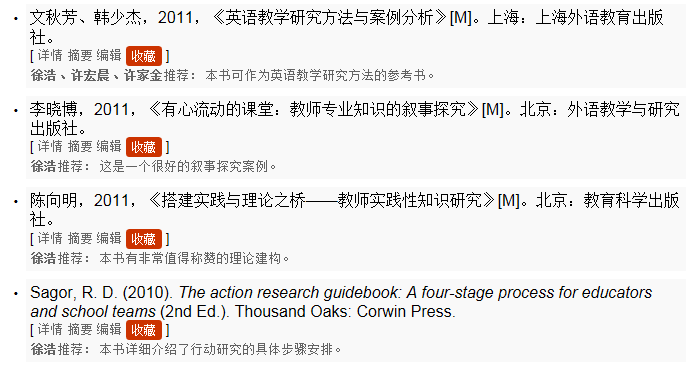 • 文秋芳、韩少杰，2011，《英语教学研究方法与案例分析》[M]。上海：上海外语教育出版
社。
[ 详情 摘要 编辑 收藏 ]
徐浩、许宏晨、许家金推荐： 本书可作为英语教学研究方法的参考书。
• 李晓博，2011，《有心流动的课堂：教师专业知识的叙事探究》[M]。北京：外语教学与研究
出版社。
[ 详情 摘要 编辑 收藏 ]
徐浩推荐： 这是一个很好的叙事探究案例。
• 陈向明，2011，《搭建实践与理论之桥——教师实践性知识研究》[M]。北京：教育科学出版
社。
[ 详情 摘要 编辑 收藏 ]
徐浩推荐： 本书有非常值得称赞的理论建构。
• Sagor, R. D. (2010). The action research guidebook: A four-stage process for educators
and school teams (2nd Ed.). Thousand Oaks: Corwin Press.
[ 详情 摘要 编辑 收藏 ]
徐浩推荐： 本书详细介绍了行动研究的具体步骤安排。